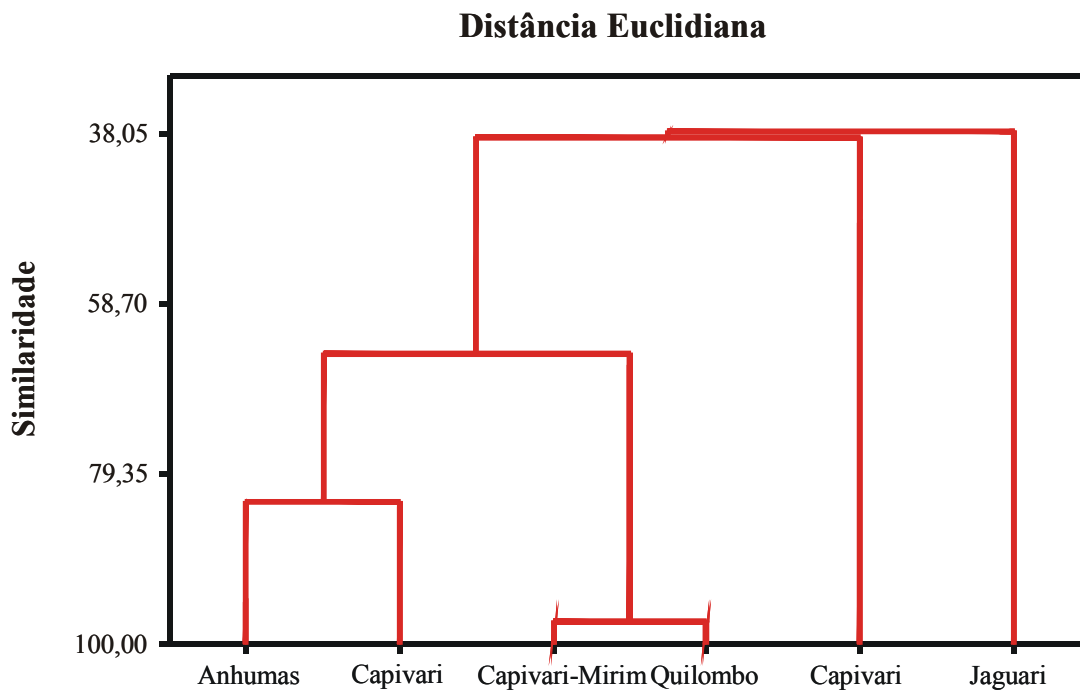 Distância Euclidiana
Similaridade
38,05
58,70
79,35
100,00
Anhumas Capivari Capivari-Mirim Quilombo Capivari Jaguari